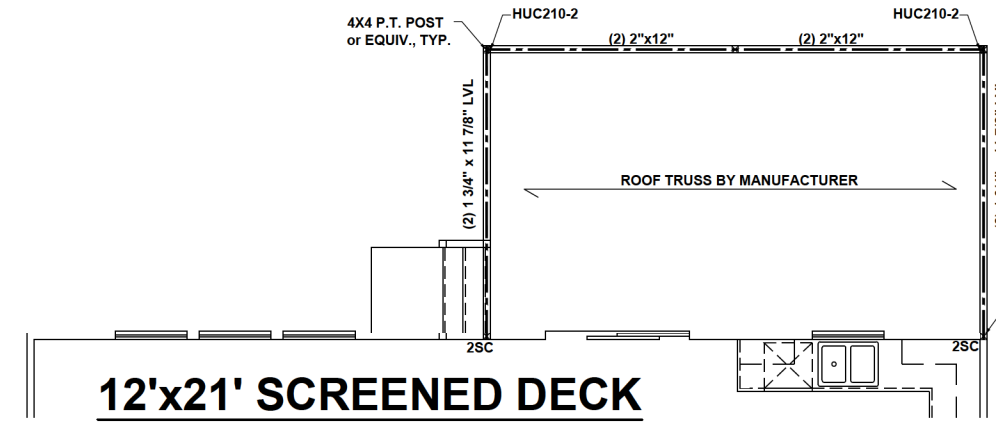 4X4 P.T. POST
or EQUIV., TYP.
HUC210-2
HUC210-2
(2) 2"x12"
(2) 2"x12"
(2) 1 3/4" x 11 7/8" LVL
ROOF TRUSS BY MANUFACTURER
2SC
2SC
12'x21' SCREENED DECK